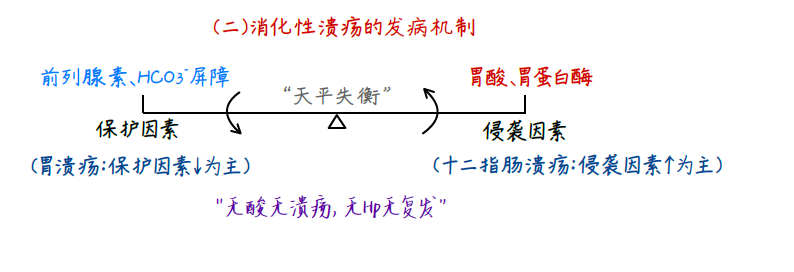 (二)消化性溃疡的发病机制
前列腺素、HCO3⁻屏障
胃酸、胃蛋白酶
“天平失衡”
保护因素
侵袭因素
(胃溃疡:保护因素↓为主)
(十二指肠溃疡:侵袭因素↑为主)
"无酸无溃疡, 无Hp无复发"